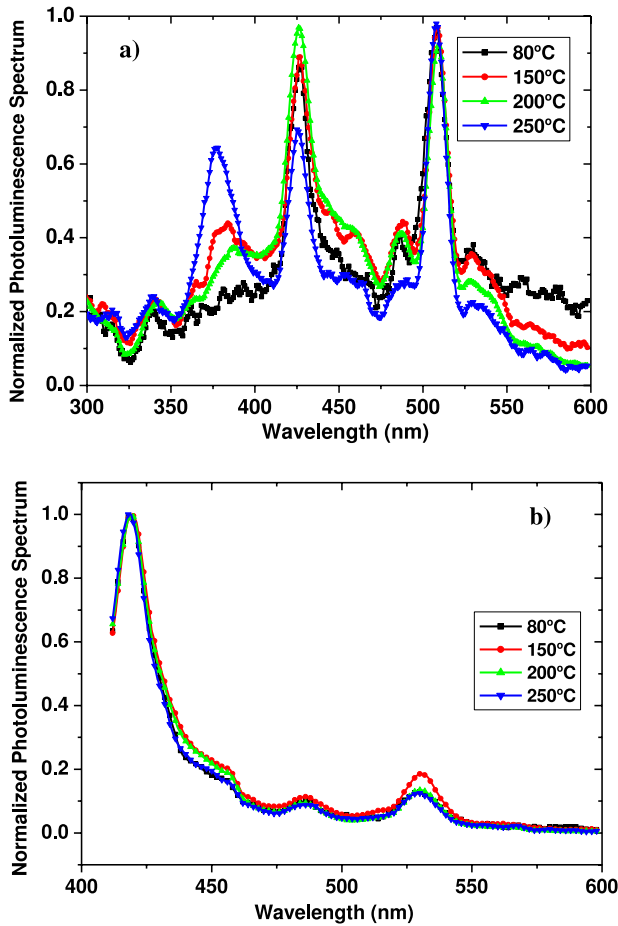 Normalized Photoluminescence Spectrum
a)
1.0
0.8
0.6
0.4
0.2
0.0
80ºC
150ºC
200ºC
250ºC
300 350 400 450 500 550 600
Wavelength (nm)
Normalized Photoluminescence Spectrum
b)
1.0
0.8
0.6
0.4
0.2
0.0
80ºC
150ºC
200ºC
250ºC
400 450 500 550 600
Wavelength (nm)